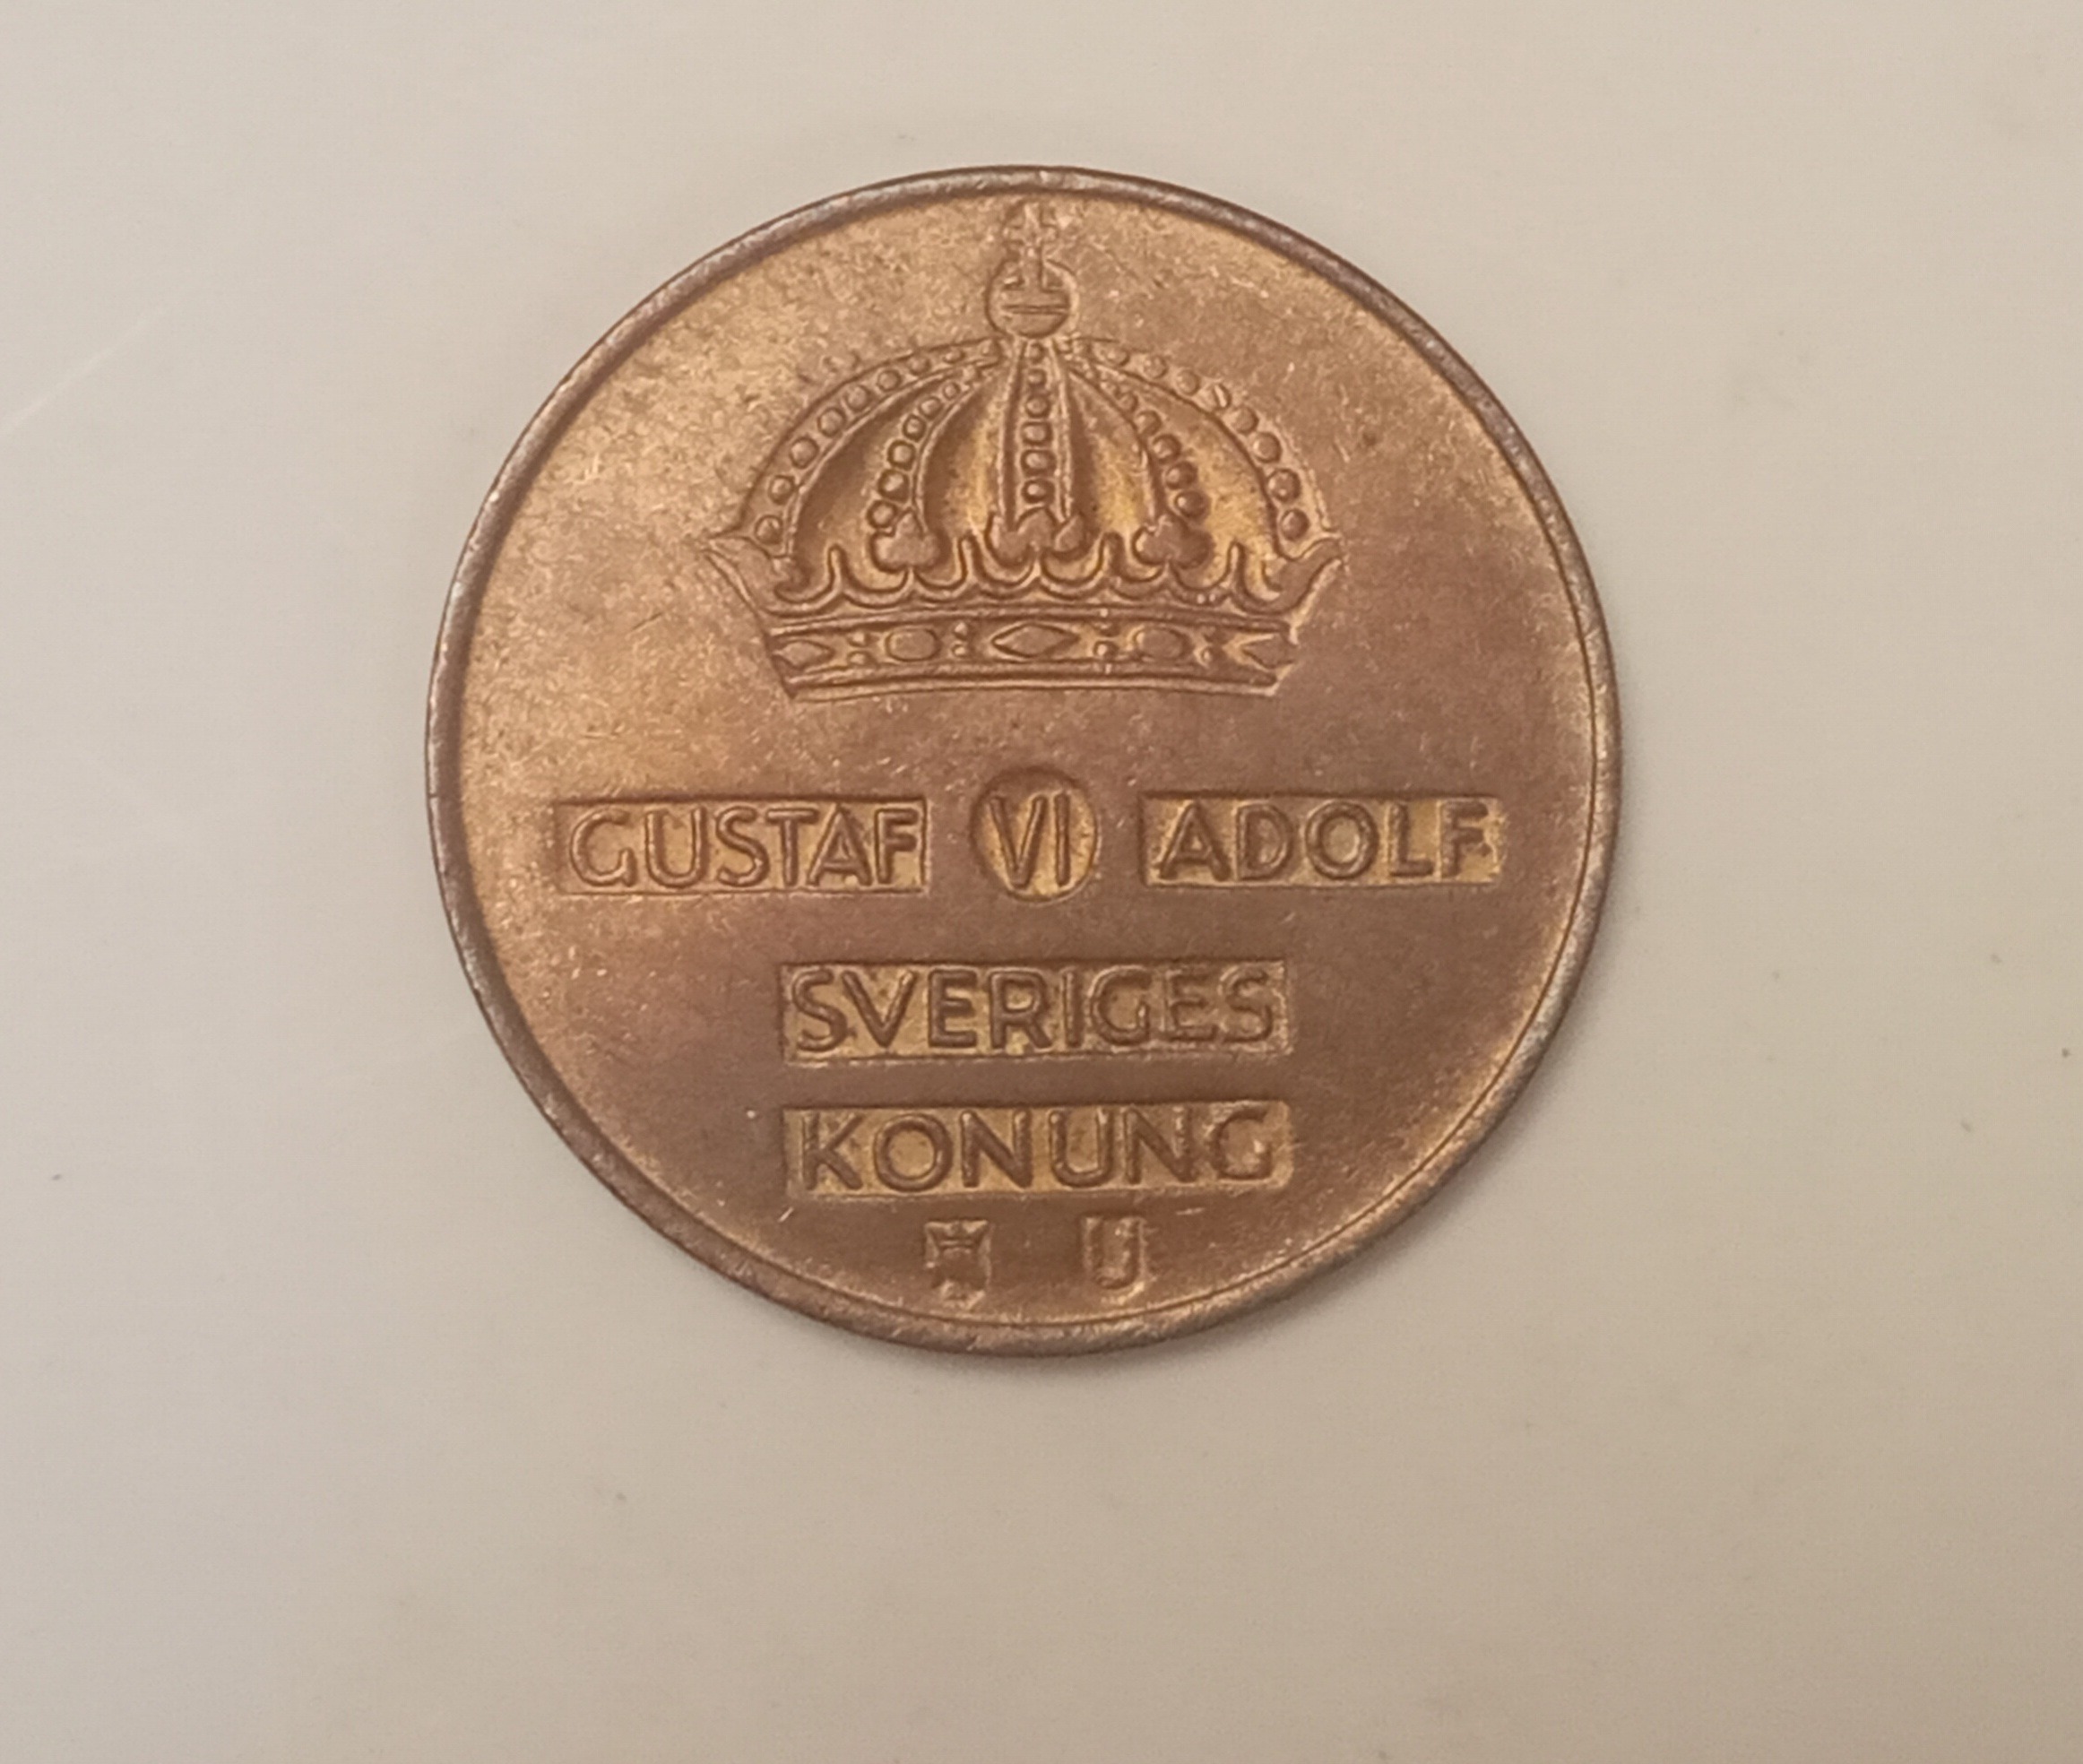 GUSTAF VI ADOLF
SVERIGES
KONUNG
U